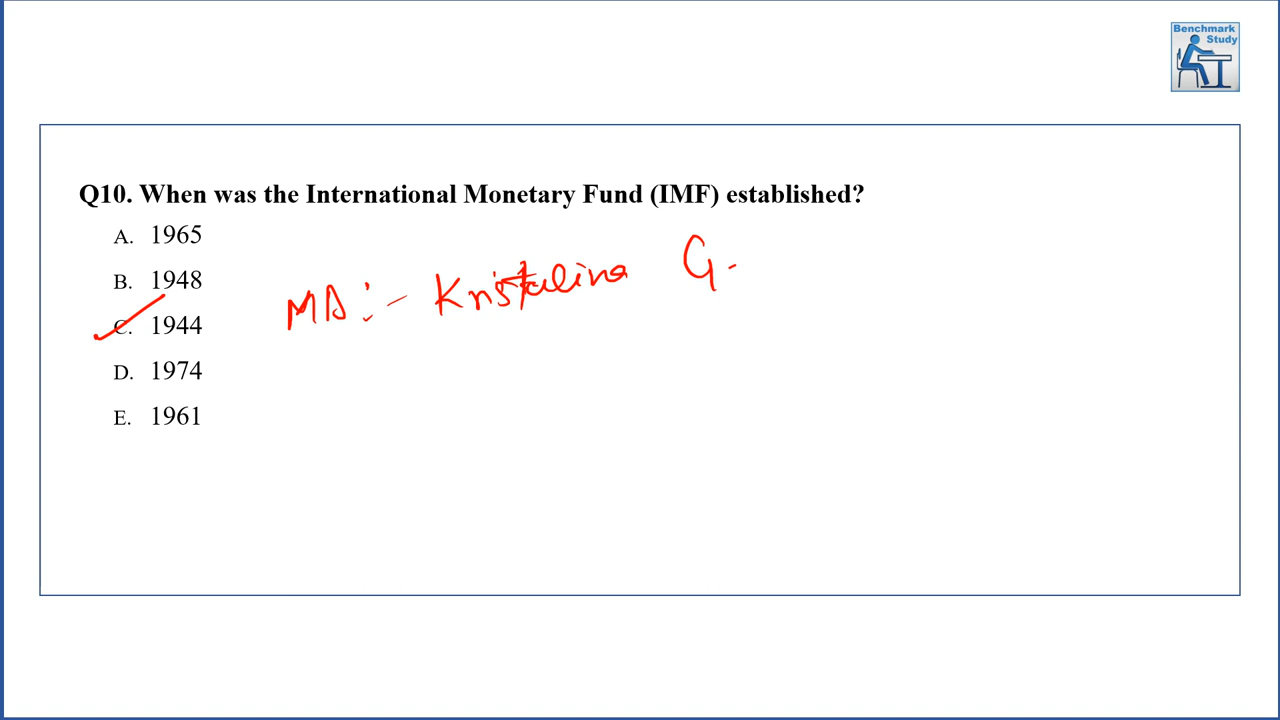 Benchmark
Study
Q10. When was the International Monetary Fund (IMF) established?
A. 1965
B. 1948
C. 1944
D. 1974
E. 1961
MD:- Kristalina G.